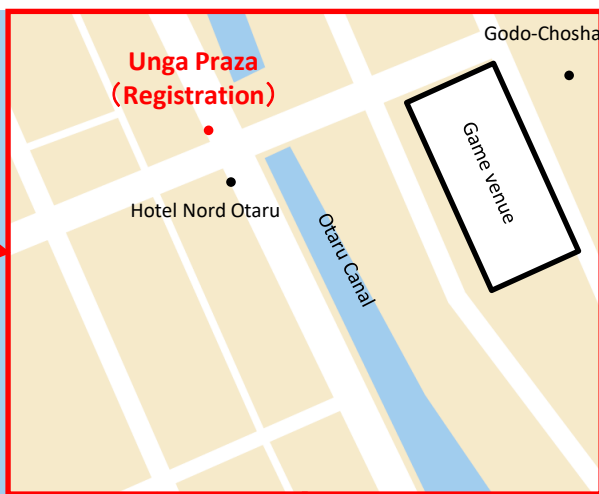 Godo-Chosha
Unga Praza
（Registration）
Game venue
Hotel Nord Otaru
Otaru Canal